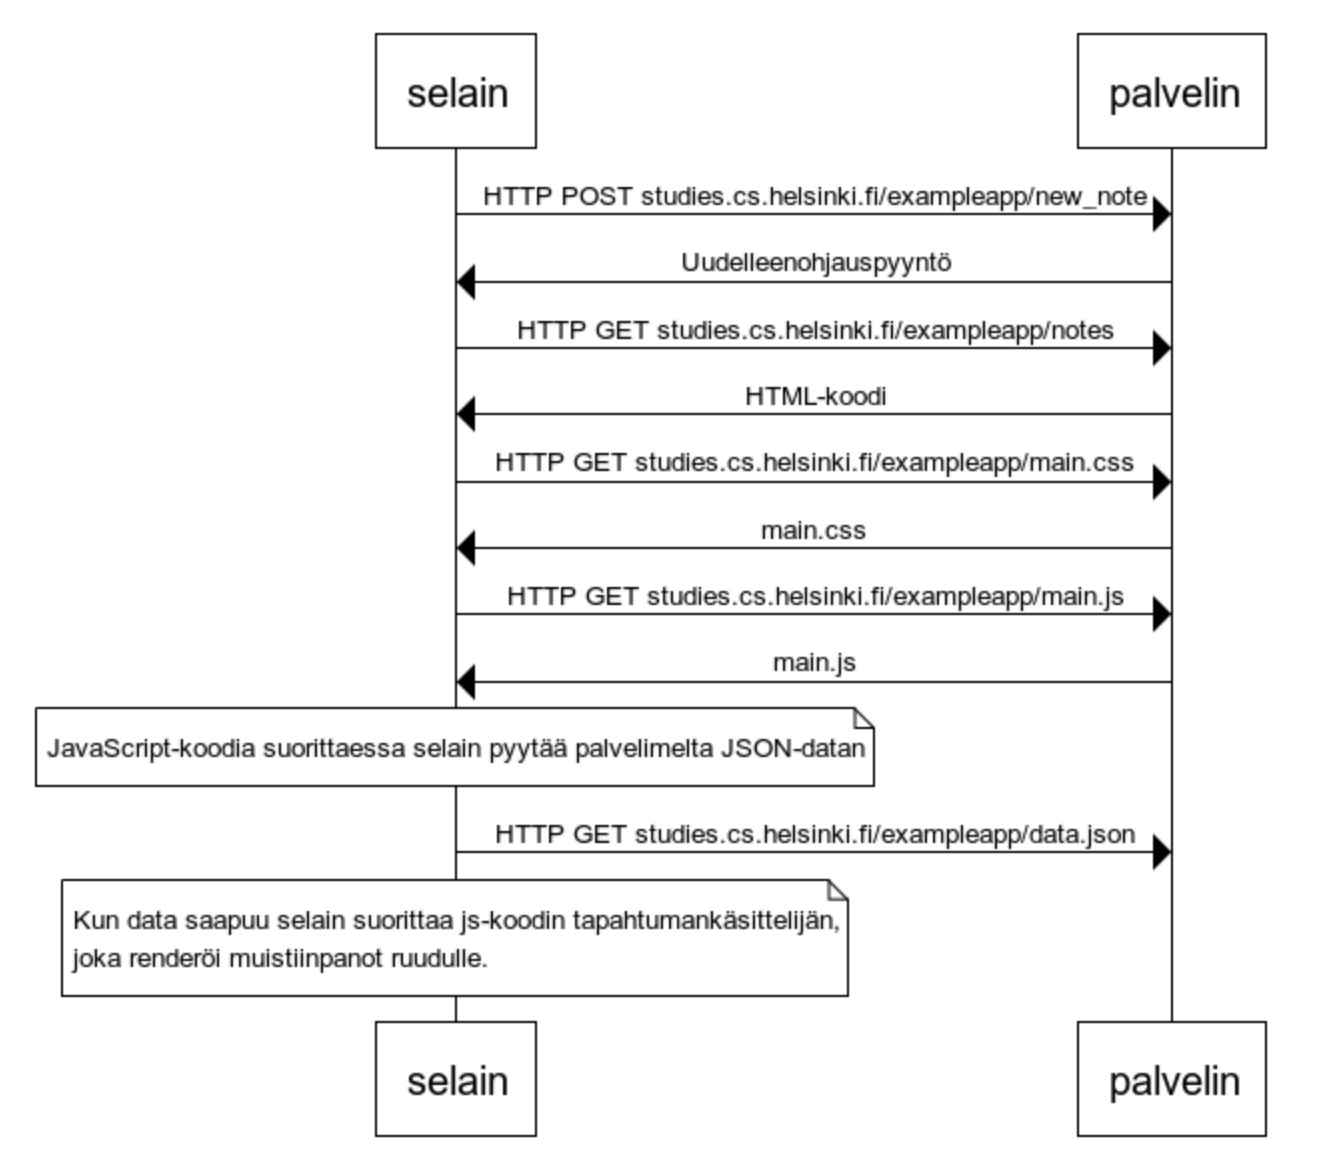 selain
palvelin
HTTP POST studies.cs.helsinki.fi/exampleapp/new_note
Uudelleenohjauspyyntö
HTTP GET studies.cs.helsinki.fi/exampleapp/notes
HTML-koodi
HTTP GET studies.cs.helsinki.fi/exampleapp/main.css
main.css
HTTP GET studies.cs.helsinki.fi/exampleapp/main.js
main.js
JavaScript-koodia suorittaessa selain pyytää palvelimelta JSON-datan
HTTP GET studies.cs.helsinki.fi/exampleapp/data.json
Kun data saapuu selain suorittaa js-koodin tapahtumankäsittelijän,
joka renderöi muistiinpanot ruudulle.
selain
palvelin